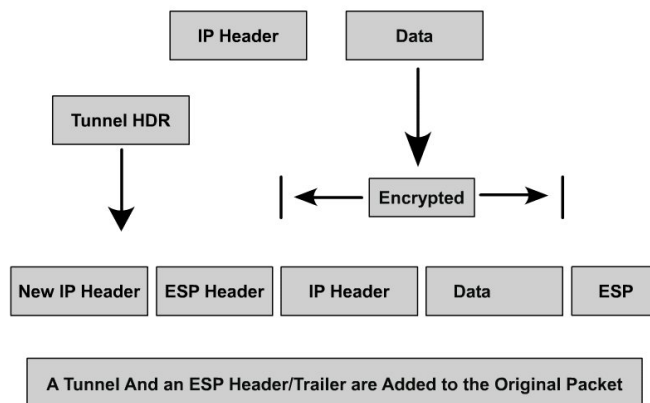 IP Header
Data
Tunnel HDR
Encrypted
New IP Header
ESP Header
IP Header
Data
ESP
A Tunnel And an ESP Header/Trailer are Added to the Original Packet